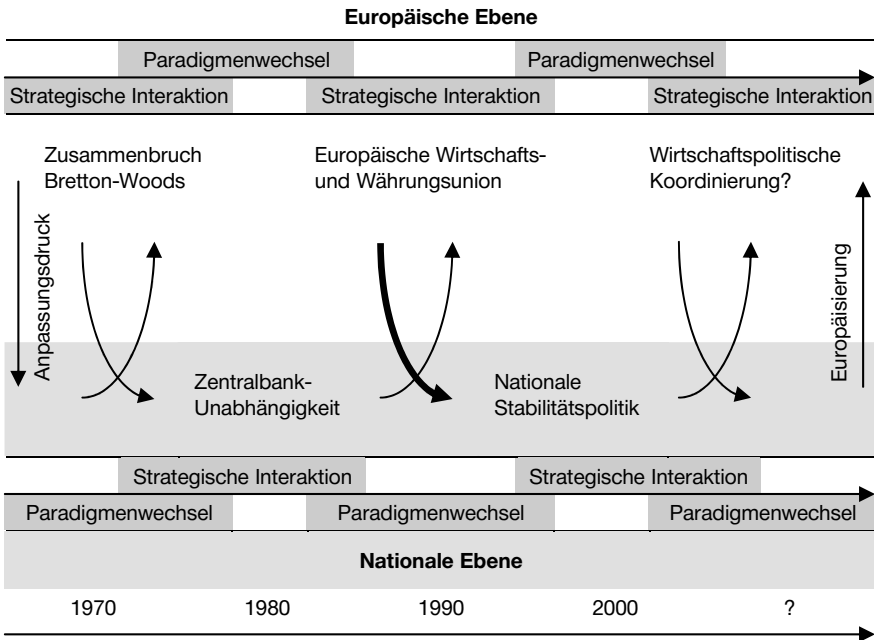 Europäische Ebene
Paradigmenwechsel Paradigmenwechsel
Strategische Interaktion Strategische Interaktion Strategische Interaktion
Zusammenbruch
Bretton-Woods
Europäische Wirtschafts-
und Währungsunion
Wirtschaftspolitische
Koordinierung?
Anpassungsdruck
Europäisierung
Zentralbank-
Unabhängigkeit
Nationale
Stabilitätspolitik
Strategische Interaktion Strategische Interaktion
Paradigmenwechsel Paradigmenwechsel Paradigmenwechsel
Nationale Ebene
1970 1980 1990 2000 ?